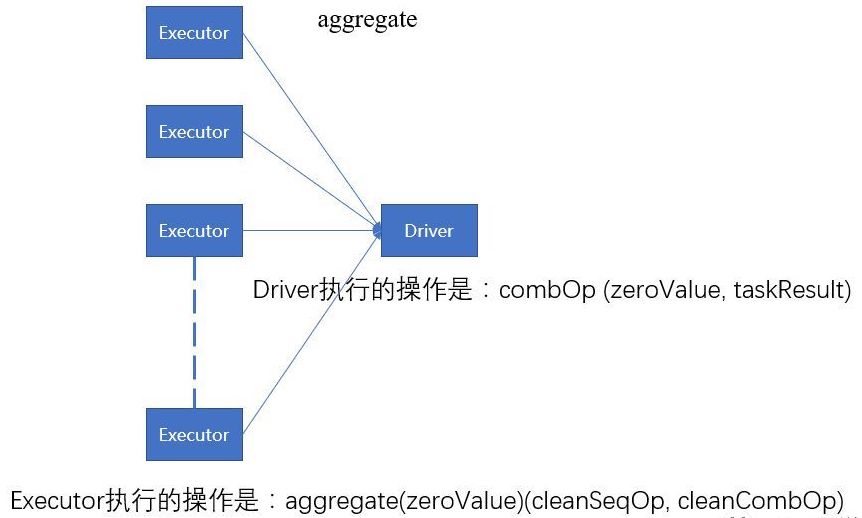 aggregate
Executor
Executor
Executor
Driver
Driver执行的操作是：combOp (zeroValue, taskResult)
Executor
Executor执行的操作是：aggregate(zeroValue)(cleanSeqOp, cleanCombOp)